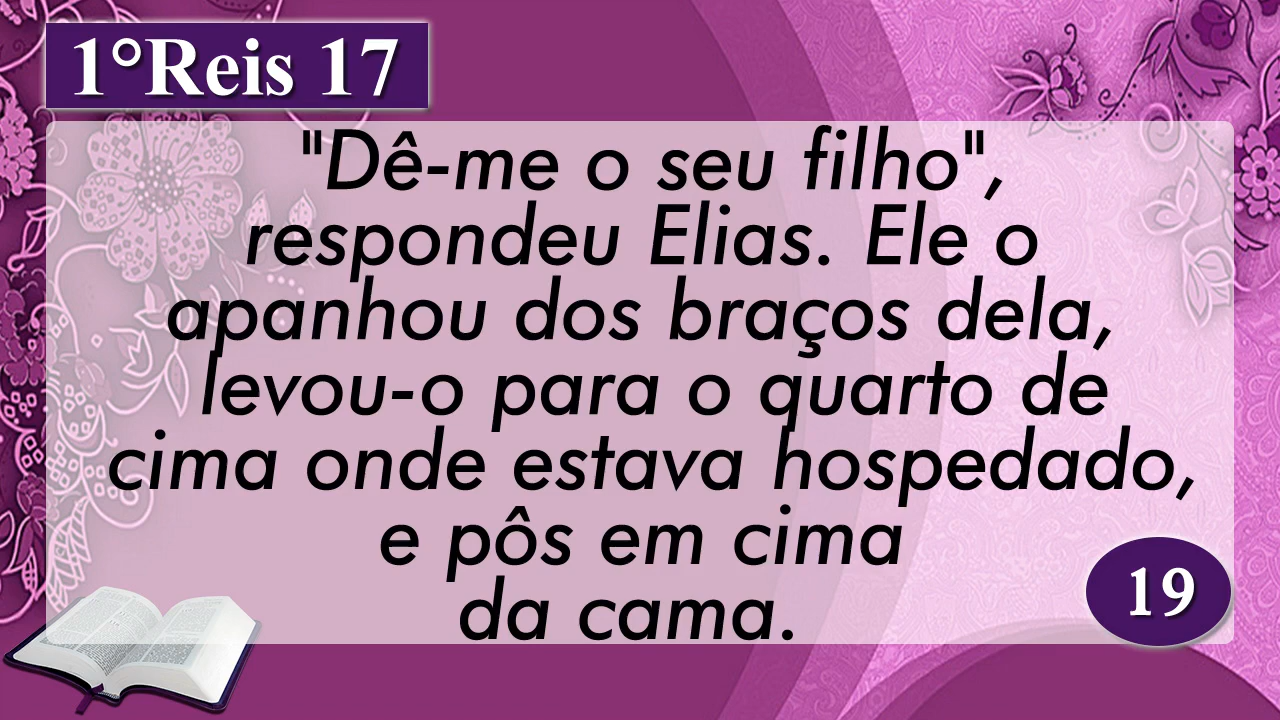 1°Reis 17
"Dê-me o seu filho",
respondeu Elias. Ele o
apanhou dos braços dela,
levou-o para o quarto de
cima onde estava hospedado,
e pôs em cima
da cama.
19